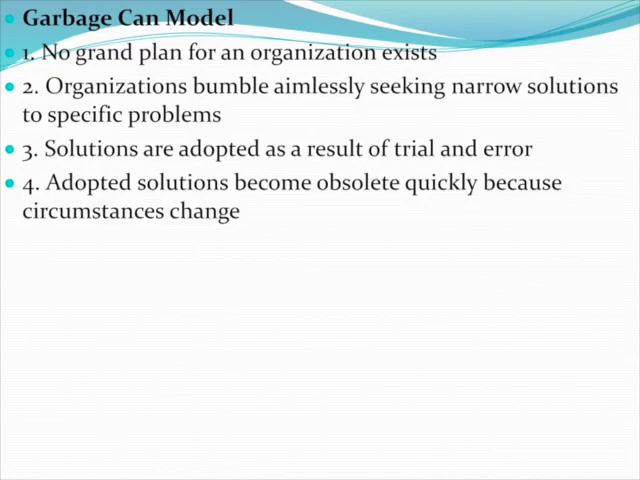 Garbage Can Model
1. No grand plan for an organization exists
2. Organizations bumble aimlessly seeking narrow solutions
to specific problems
3. Solutions are adopted as a result of trial and error
4. Adopted solutions become obsolete quickly because
circumstances change